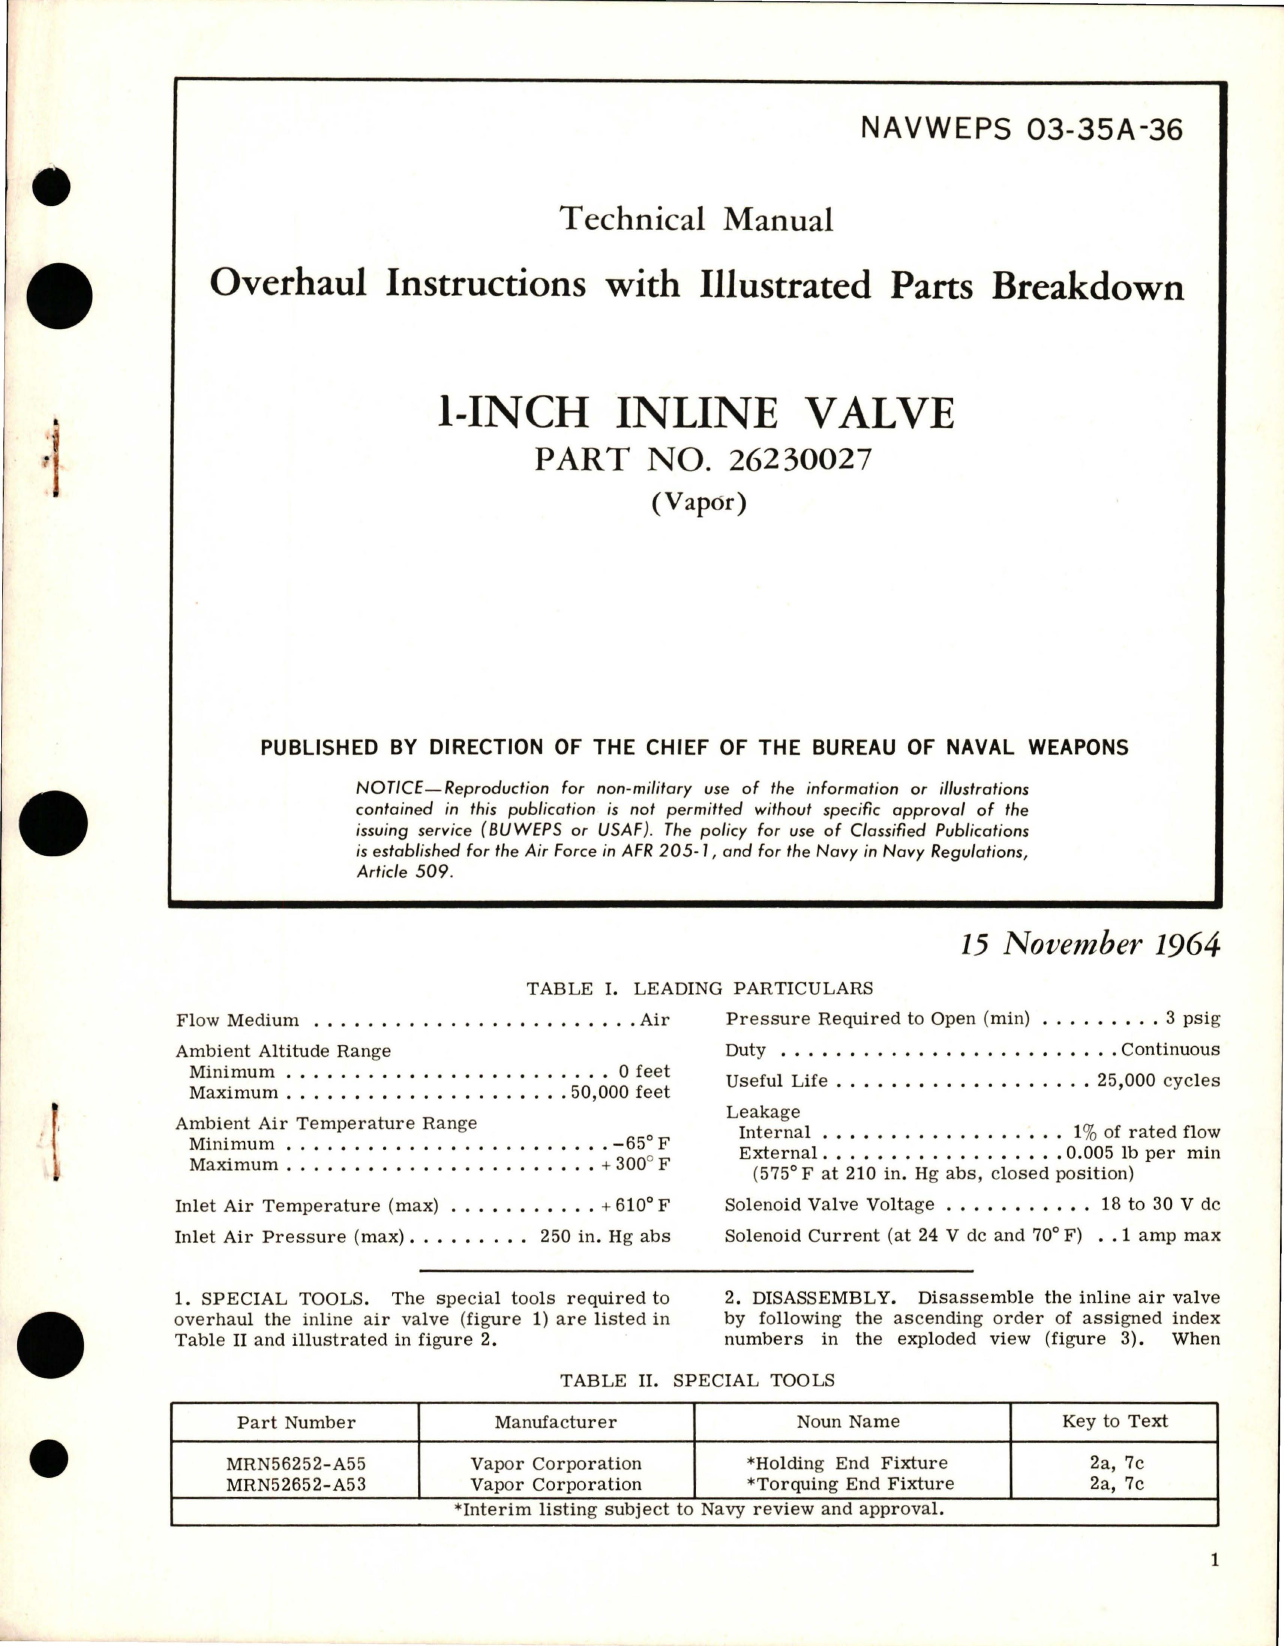 NAVWEPS 03-35A-36
Technical Manual
Overhaul Instructions with Illustrated Parts Breakdown
1-INCH INLINE VALVE
PART NO. 26230027
(Vapor)
PUBLISHED BY DIRECTION OF THE CHIEF OF THE BUREAU OF NAVAL WEAPONS
NOTICE—Reproduction for non-military use of the information or illustrations
contained in this publication is not permitted without specific approval of the
issuing service (BUWEPS or USAF). The policy for use of Classified Publications
is established for the Air Force in AFR 205-1, and for the Navy in Navy Regulations,
Article 509.
15 November 1964
TABLE I. LEADING PARTICULARS
Flow Medium . . . . . . . . . . . . . . . . . . . . . . . . Air
Ambient Altitude Range
Minimum . . . . . . . . . . . . . . . . . . . . . . . . 0 feet
Maximum . . . . . . . . . . . . . . . . . . . . . 50,000 feet
Ambient Air Temperature Range
Minimum . . . . . . . . . . . . . . . . . . . . . . . . -65° F
Maximum . . . . . . . . . . . . . . . . . . . . . . . +300° F
Inlet Air Temperature (max) . . . . . . . . . . . +610° F
Inlet Air Pressure (max) . . . . . . . . . 250 in. Hg abs
Pressure Required to Open (min) . . . . . . . . . 3 psig
Duty . . . . . . . . . . . . . . . . . . . . . . . . . Continuous
Useful Life . . . . . . . . . . . . . . . . . . . 25,000 cycles
Leakage
Internal . . . . . . . . . . . . . . . . . . 1% of rated flow
External . . . . . . . . . . . . . . . . . . 0.005 lb per min
(575° F at 210 in. Hg abs, closed position)
Solenoid Valve Voltage . . . . . . . . . . . 18 to 30 V dc
Solenoid Current (at 24 V dc and 70° F) . . 1 amp max
1. SPECIAL TOOLS. The special tools required to
overhaul the inline air valve (figure 1) are listed in
Table II and illustrated in figure 2.
2. DISASSEMBLY. Disassemble the inline air valve
by following the ascending order of assigned index
numbers in the exploded view (figure 3). When
TABLE II. SPECIAL TOOLS
Part Number Manufacturer Noun Name Key to Text
MRN56252-A55 Vapor Corporation *Holding End Fixture 2a, 7c
MRN52652-A53 Vapor Corporation *Torquing End Fixture 2a, 7c
*Interim listing subject to Navy review and approval.
1